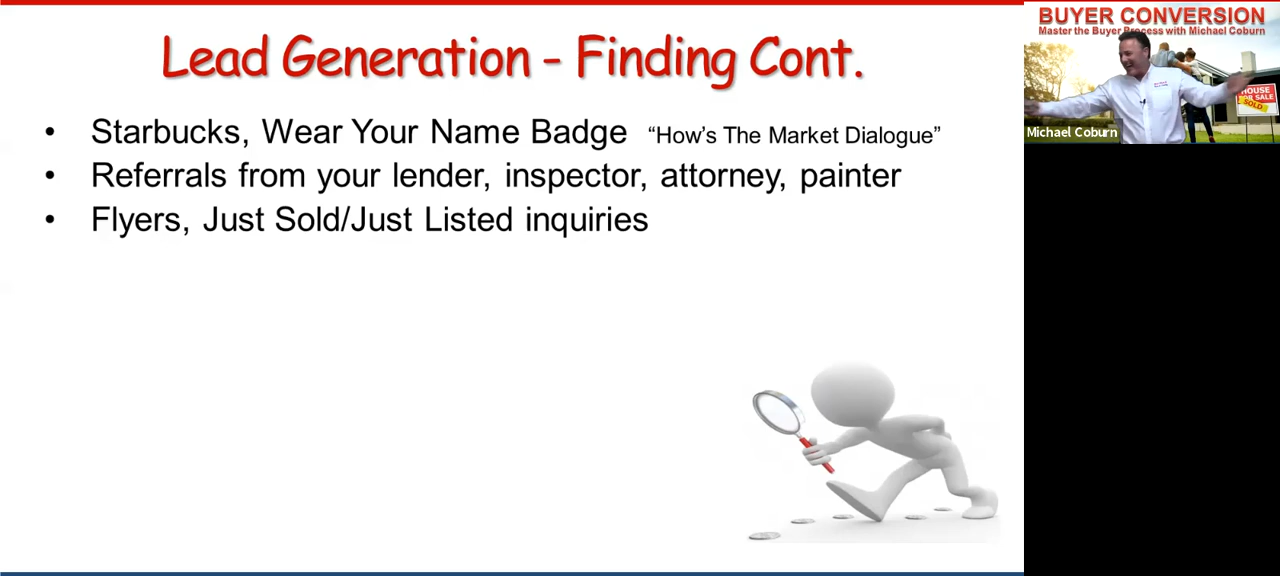 Lead Generation - Finding Cont.
• Starbucks, Wear Your Name Badge “How’s The Market Dialogue”
• Referrals from your lender, inspector, attorney, painter
• Flyers, Just Sold/Just Listed inquiries
BUYER CONVERSION
Master the Buyer Process with Michael Coburn
HOUSE
FOR SALE
SOLD
Michael Coburn